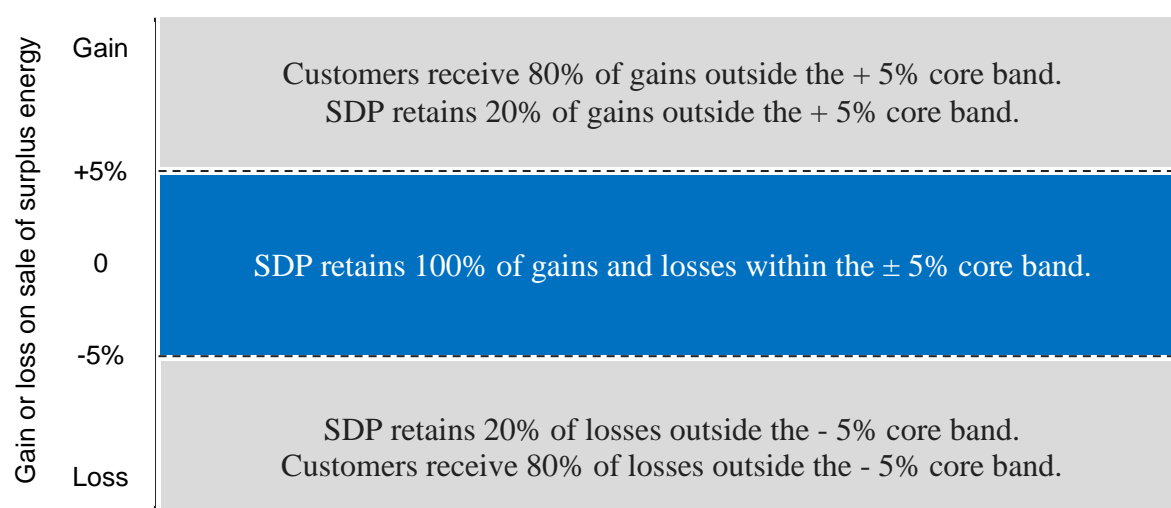 Gain or loss on sale of surplus energy
Gain
Customers receive 80% of gains outside the + 5% core band.
SDP retains 20% of gains outside the + 5% core band.
+5%
0
SDP retains 100% of gains and losses within the ± 5% core band.
-5%
SDP retains 20% of losses outside the - 5% core band.
Customers receive 80% of losses outside the - 5% core band.
Loss